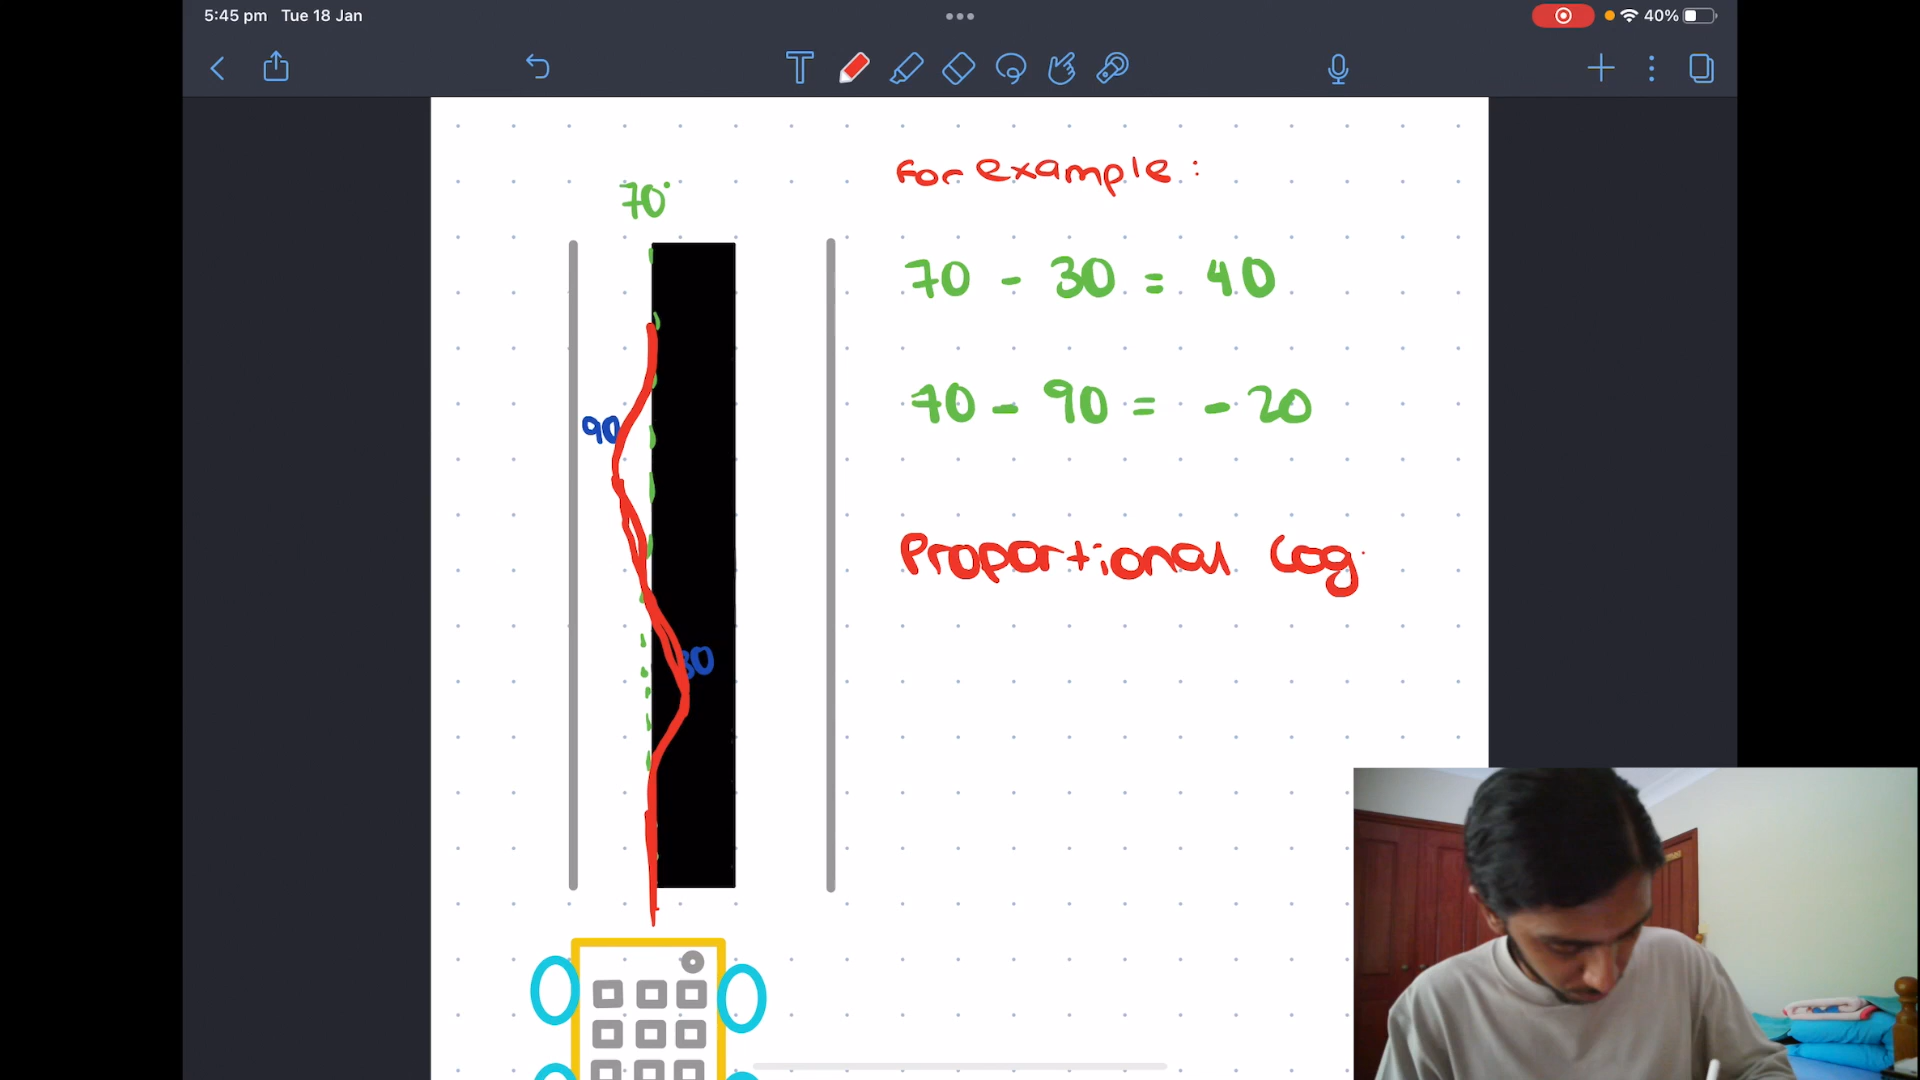 5:45 pm Tue 18 Jan
40%
For example:
70°
70 - 30 = 40
70 - 90 = -20
90
Proportional Cog
30